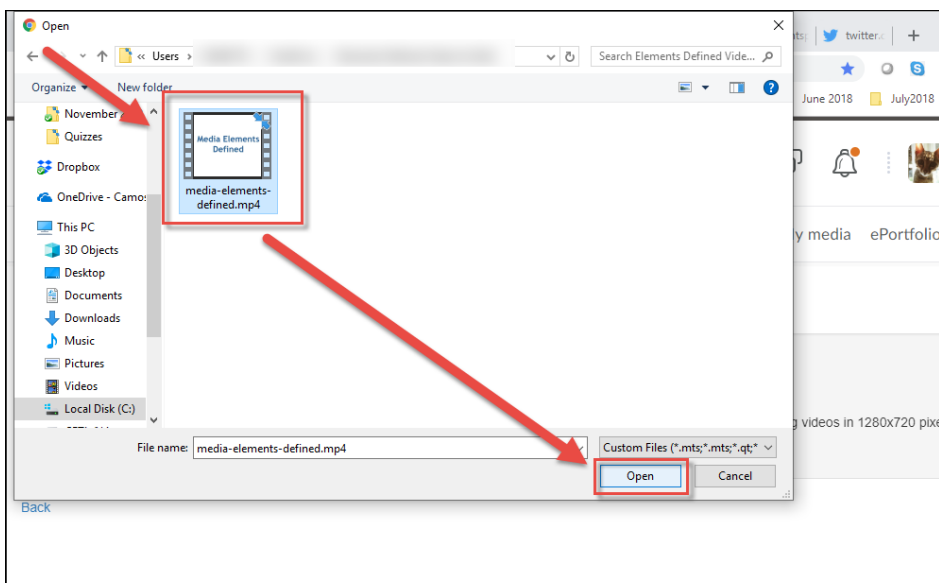 Open
« Users ›
Search Elements Defined Vide...
Organize
New folder
November
Quizzes
Dropbox
OneDrive - Camo
This PC
3D Objects
Desktop
Documents
Downloads
Music
Pictures
Videos
Local Disk (C:)
Media Elements
Defined
media-elements-
defined.mp4
File name:
media-elements-defined.mp4
Custom Files (*.mts;*.mts;*.qt;*
Open
Cancel
twitter.
June 2018
July2018
media
ePortfolio
videos in 1280x720
Back